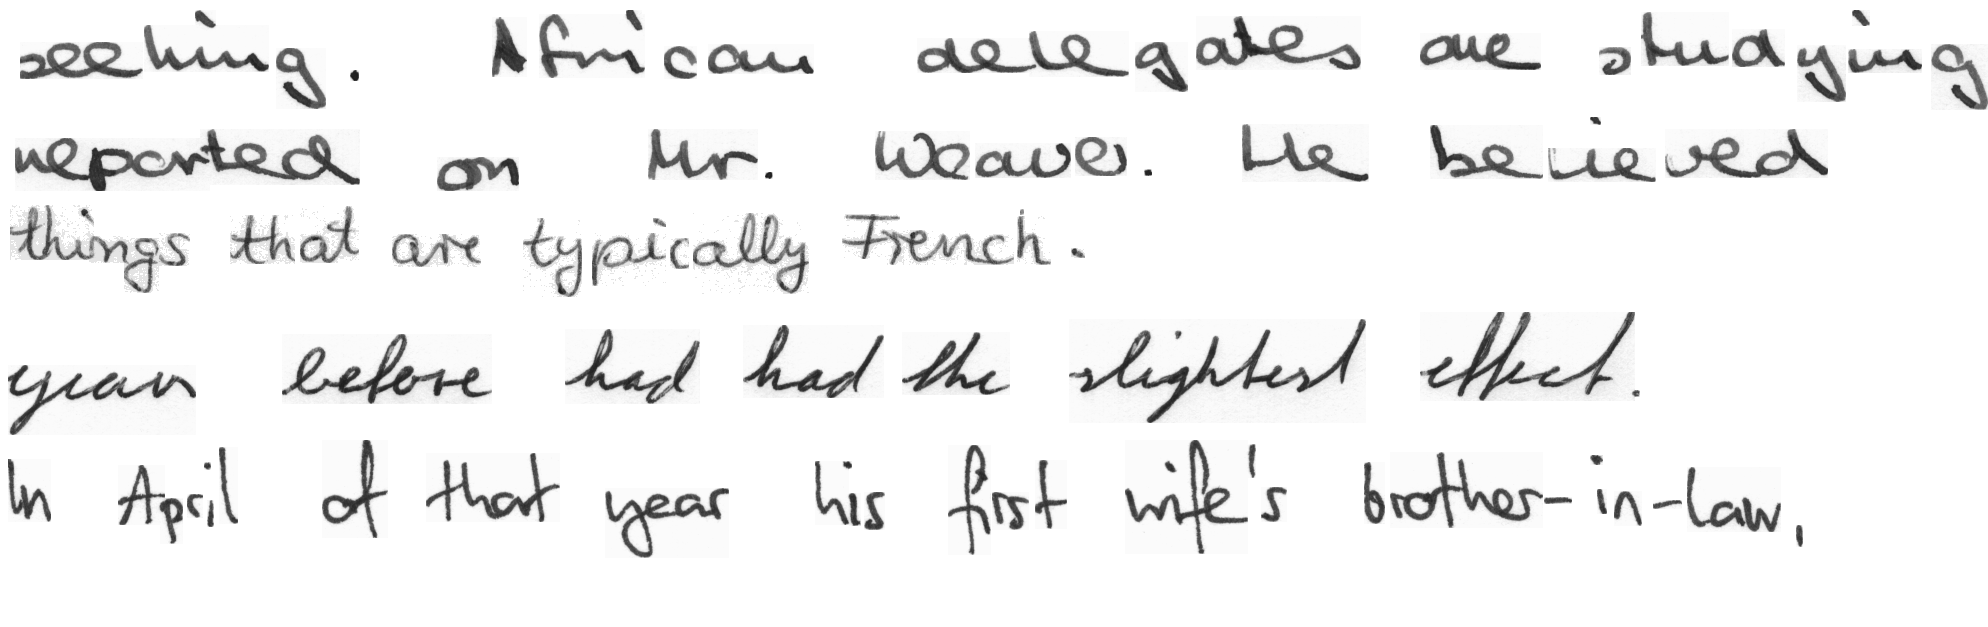 seeking. African delegates are studying
reported on Mr. Weaver. He believed
things that are typically French.
years before had had the slightest effect.
In April of that year his first wife's brother-in-law,